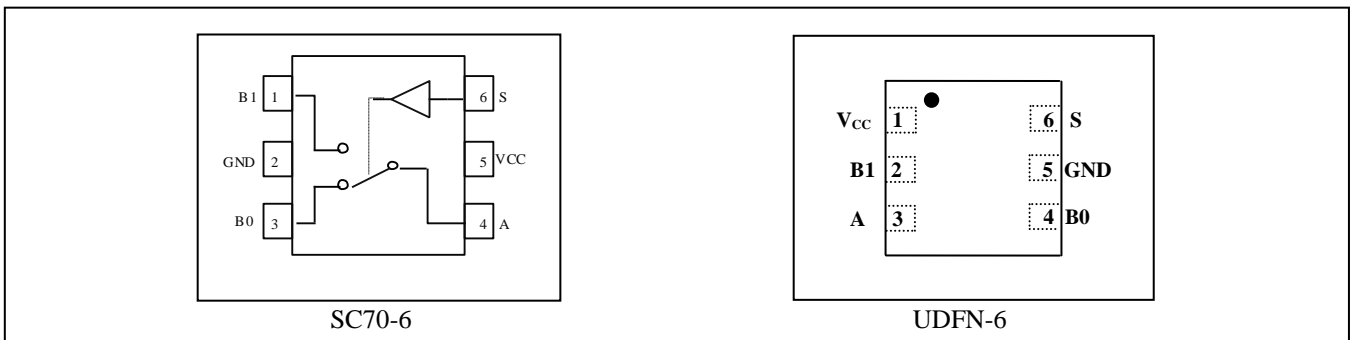 B1 1 6 S
GND 2 5 VCC
B0 3 4 A
SC70-6
VCC 1 6 S
B1 2 5 GND
A 3 4 B0
UDFN-6